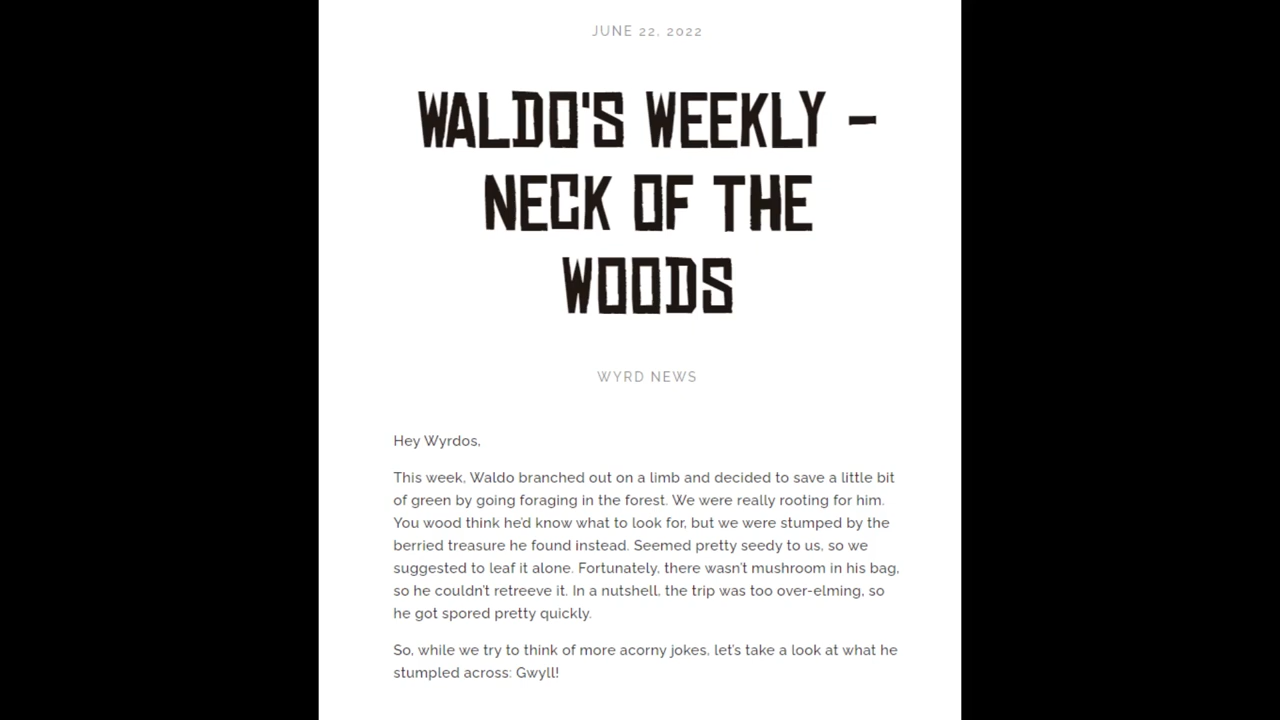 JUNE 22, 2022
WALDO'S WEEKLY -
NECK OF THE
WOODS
WYRD NEWS
Hey Wyrdos,
This week, Waldo branched out on a limb and decided to save a little bit
of green by going foraging in the forest. We were really rooting for him.
You wood think he'd know what to look for, but we were stumped by the
berried treasure he found instead. Seemed pretty seedy to us, so we
suggested to leaf it alone. Fortunately, there wasn't mushroom in his bag,
so he couldn't retreeve it. In a nutshell, the trip was too over-elming, so
he got spored pretty quickly.
So, while we try to think of more acorny jokes, let's take a look at what he
stumpled across: Gwyll!